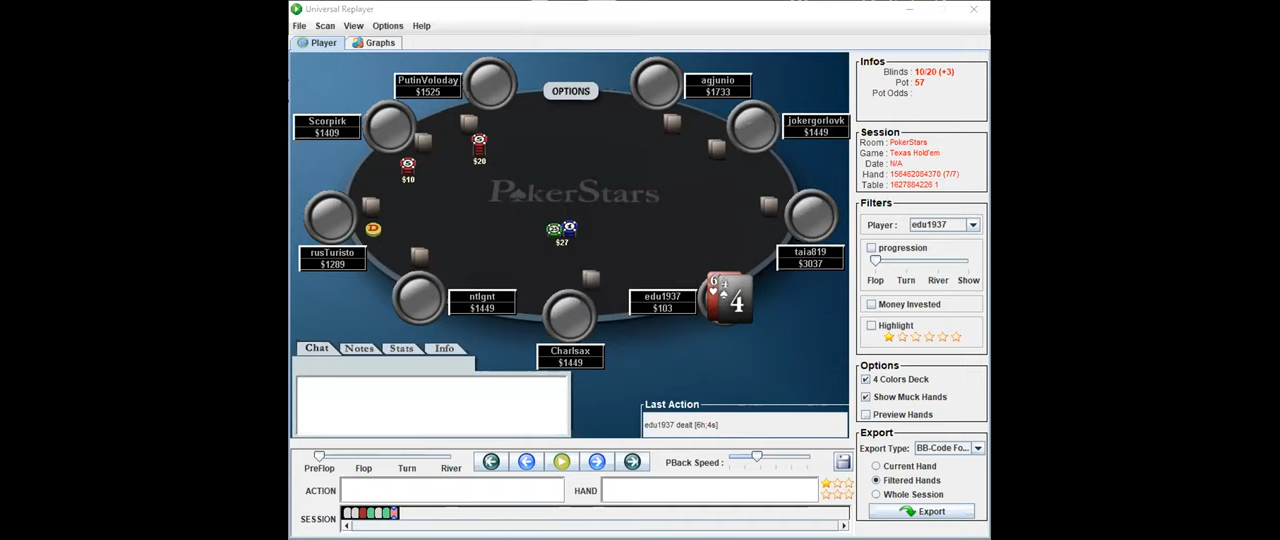 Universal Replayer
File Scan View Options Help
Player Graphs
PutinVoloday
$1525
OPTIONS
agjunio
$1733
Scorpirk
$1409
jokergorlovk
$1449
$20
$10
PokerStars
D
$27
rusTuristo
$1289
taia819
$3037
ntlgnt
$1449
edu1937
$103
6 4
4
Charlsax
$1449
Chat Notes Stats Info
Last Action
edu1937 dealt [6h,4s]
Infos
Blinds : 10/20 (+3)
Pot : 57
Pot Odds :
Session
Room : PokerStars
Game : Texas Hold'em
Date : N/A
Hand : 156462084370 (7/7)
Table : 1627884226 1
Filters
Player : edu1937
progression
Flop Turn River Show
Money Invested
Highlight
Options
4 Colors Deck
Show Muck Hands
Preview Hands
Export
Export Type: BB-Code Fo...
Current Hand
Filtered Hands
Whole Session
Export
PreFlop Flop Turn River
PBack Speed :
ACTION
HAND
SESSION